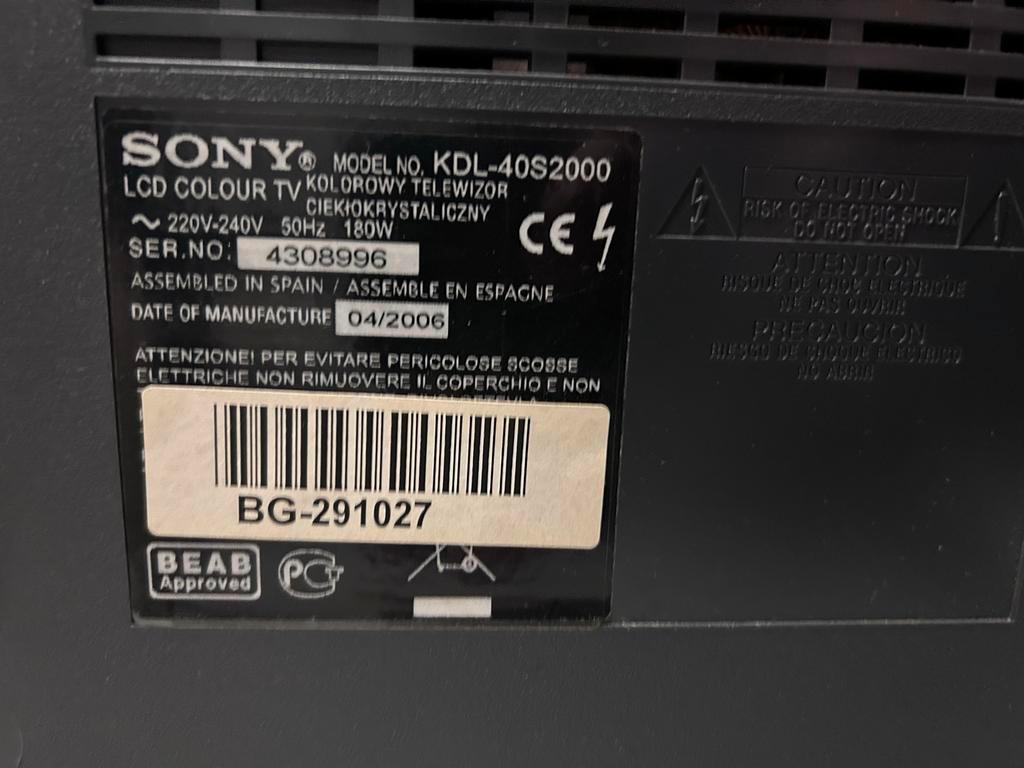 SONY®
MODEL NO. KDL-40S2000
LCD COLOUR TV KOLOROWY TELEWIZOR
CIEKŁOKRYSTALICZNY
~ 220V-240V 50Hz 180W
CE
SER.NO: 4308996
ASSEMBLED IN SPAIN / ASSEMBLE EN ESPAGNE
DATE OF MANUFACTURE 04/2006
ATTENZIONE! PER EVITARE PERICOLOSE SCOSSE
ELETTRICHE NON RIMUOVERE IL COPERCHIO E NON
BG-291027
BEAB
Approved
PCT
CAUTION
RISK OF ELECTRIC SHOCK
DO NOT OPEN
ATTENTION
RISQUE DE CHOC ELECTRIQUE
NE PAS OUVRIR
PRECAUCION
RIESGO DE CHOQUE ELECTRICO
NO ABRIR